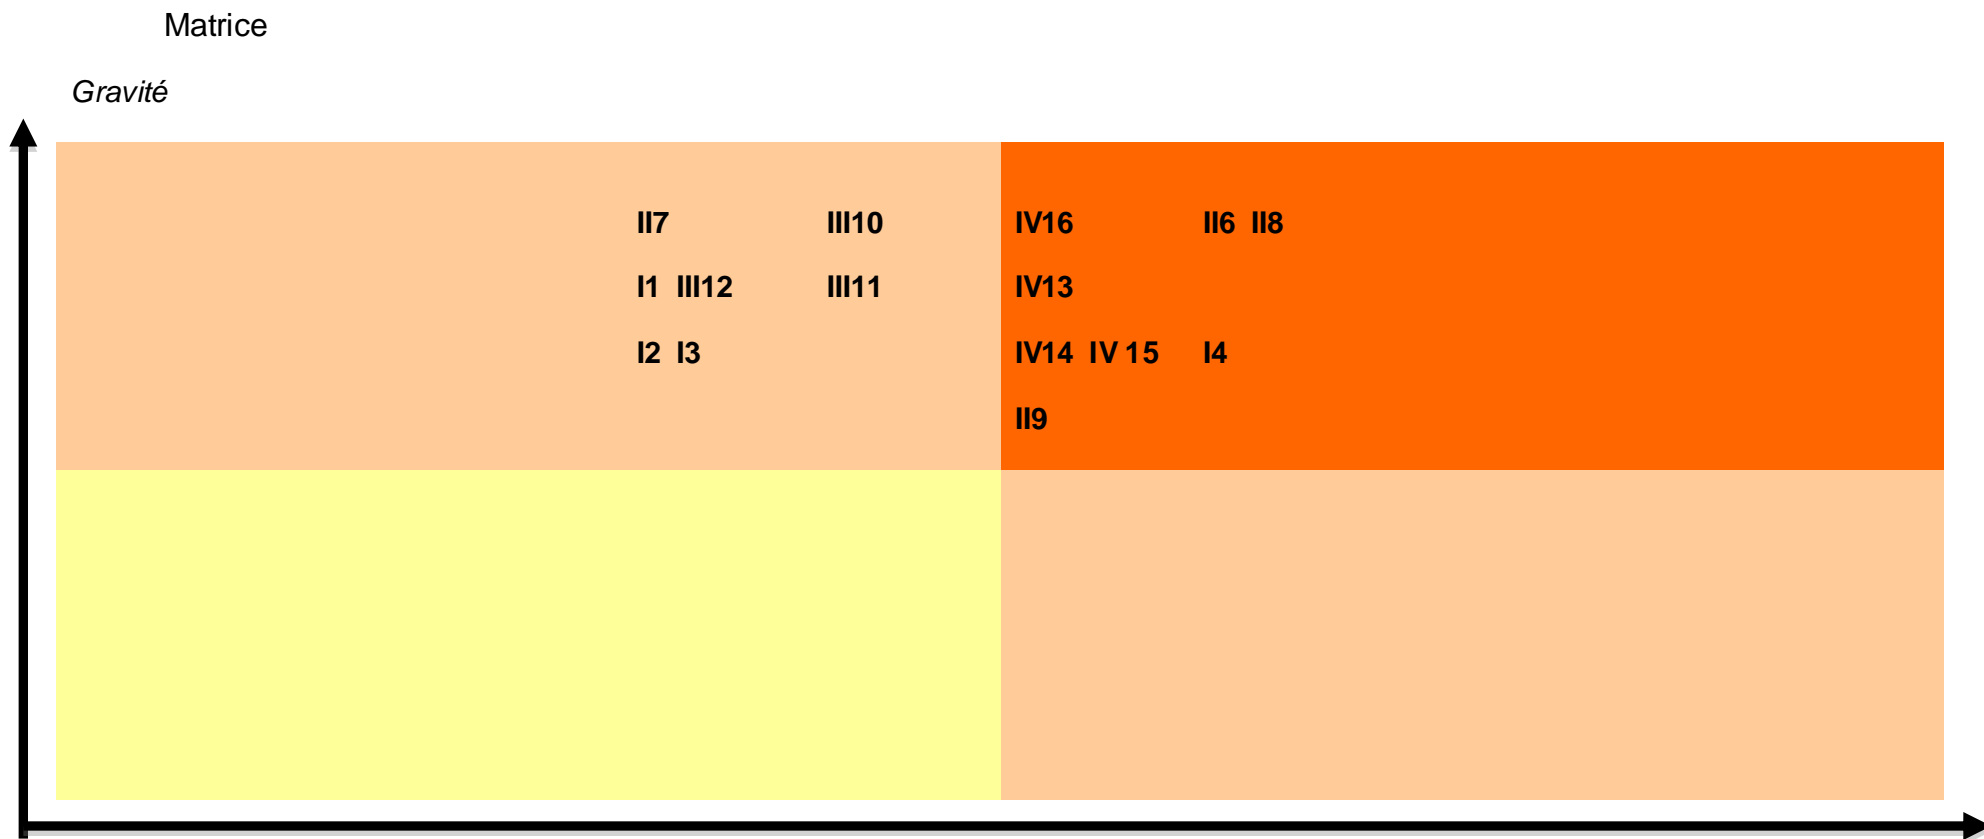 Matrice
Gravité
II7 III10 IV16 II6 II8
I1 III12 III11 IV13
I2 I3 IV14 IV 15 I4
II9